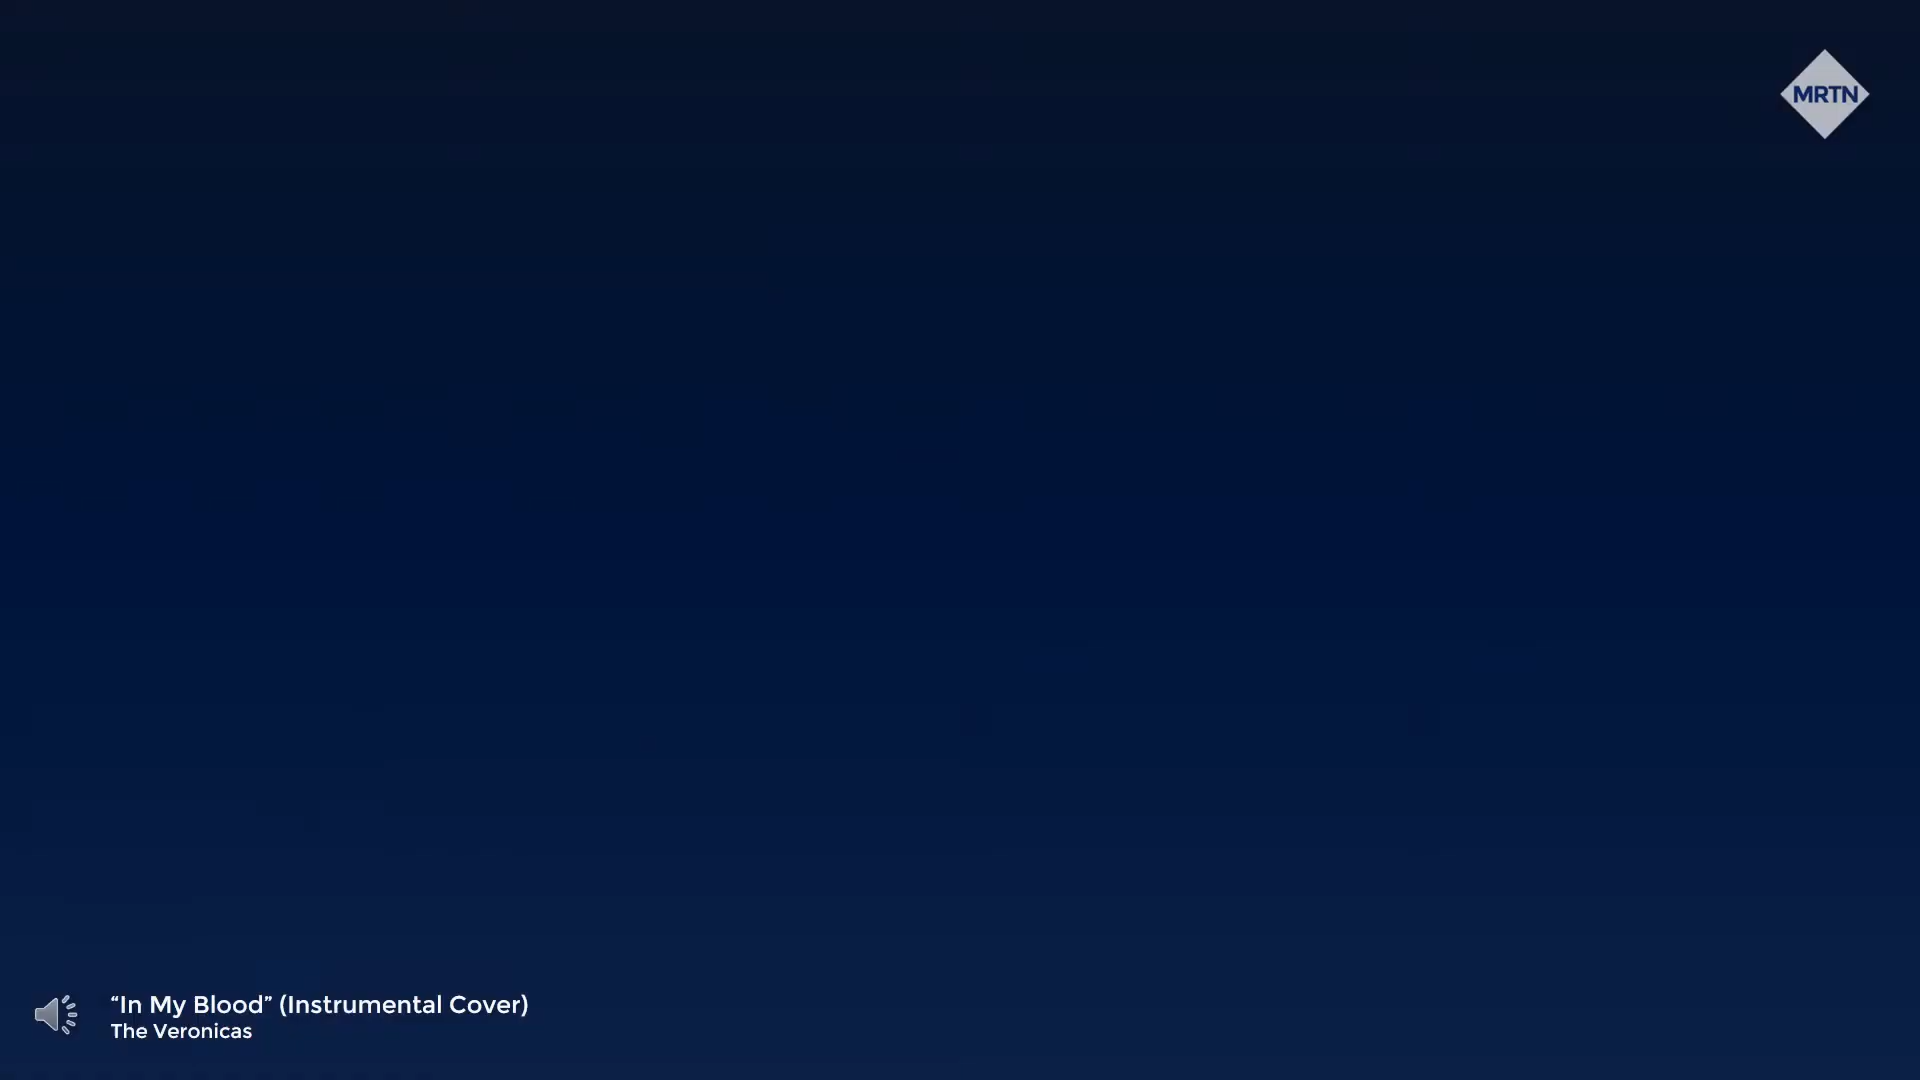 MRTN
“In My Blood” (Instrumental Cover)
The Veronicas